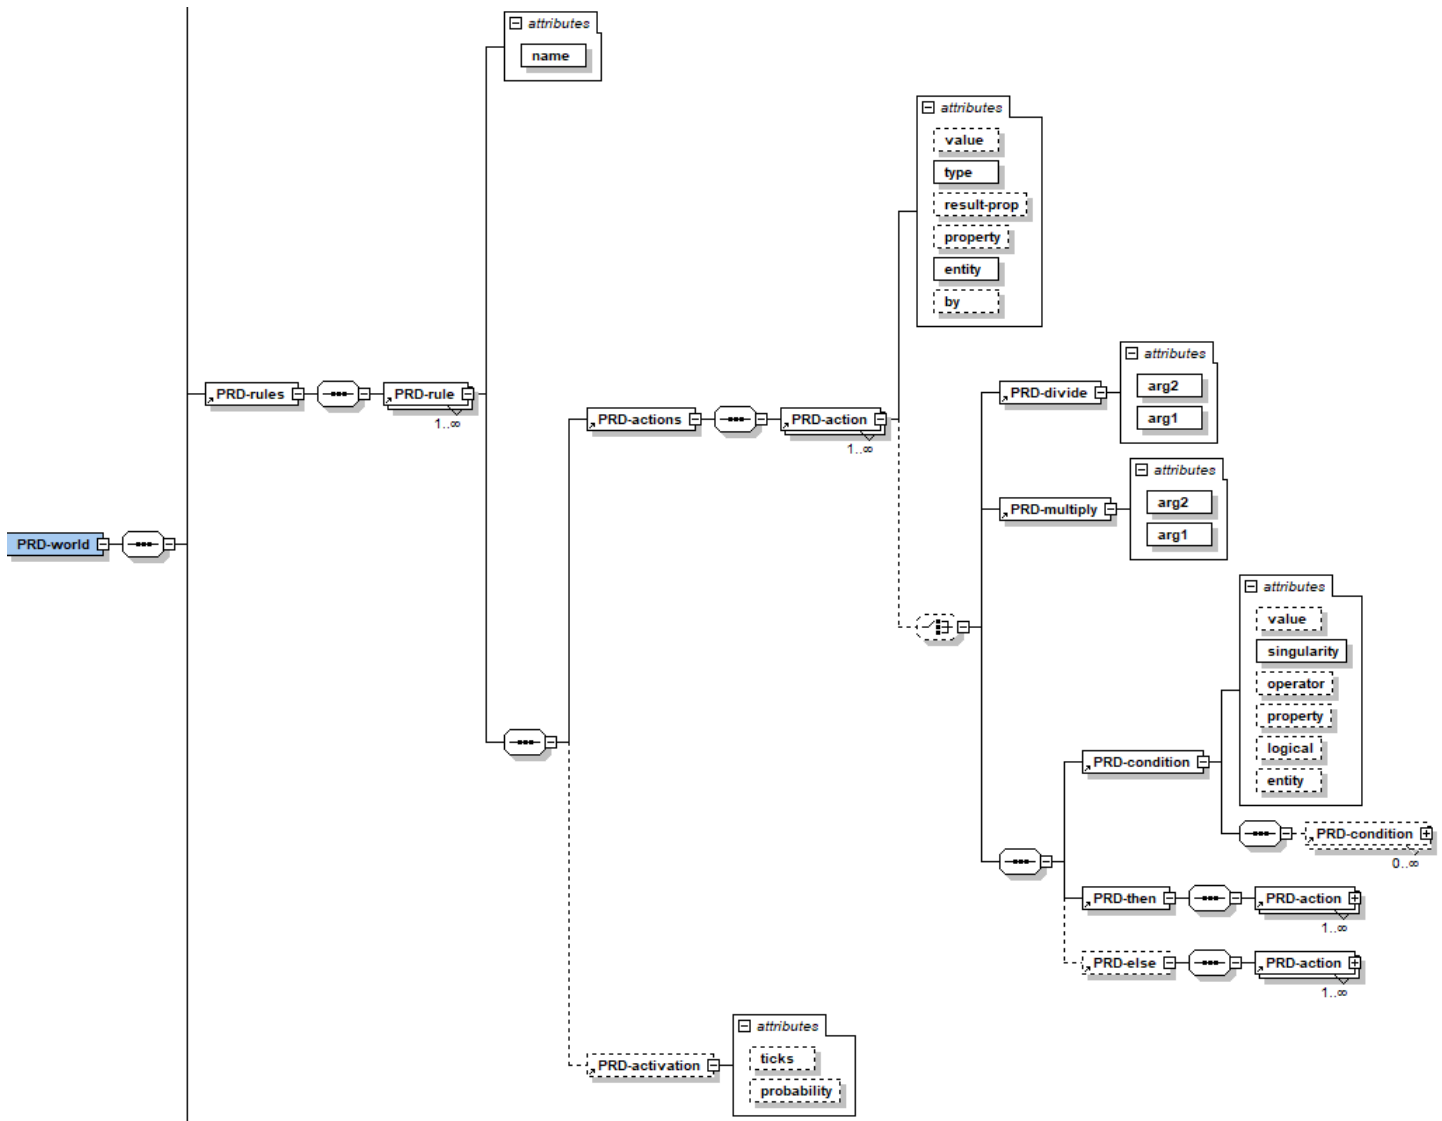 attributes
name
attributes
value
type
result-prop
property
entity
by
PRD-rules
PRD-rule
1..∞
PRD-actions
PRD-action
1..∞
PRD-divide
attributes
arg2
arg1
PRD-multiply
attributes
arg2
arg1
PRD-world
attributes
value
singularity
operator
property
logical
entity
PRD-condition
PRD-condition
0..∞
PRD-then
PRD-action
1..∞
PRD-else
PRD-action
1..∞
PRD-activation
attributes
ticks
probability